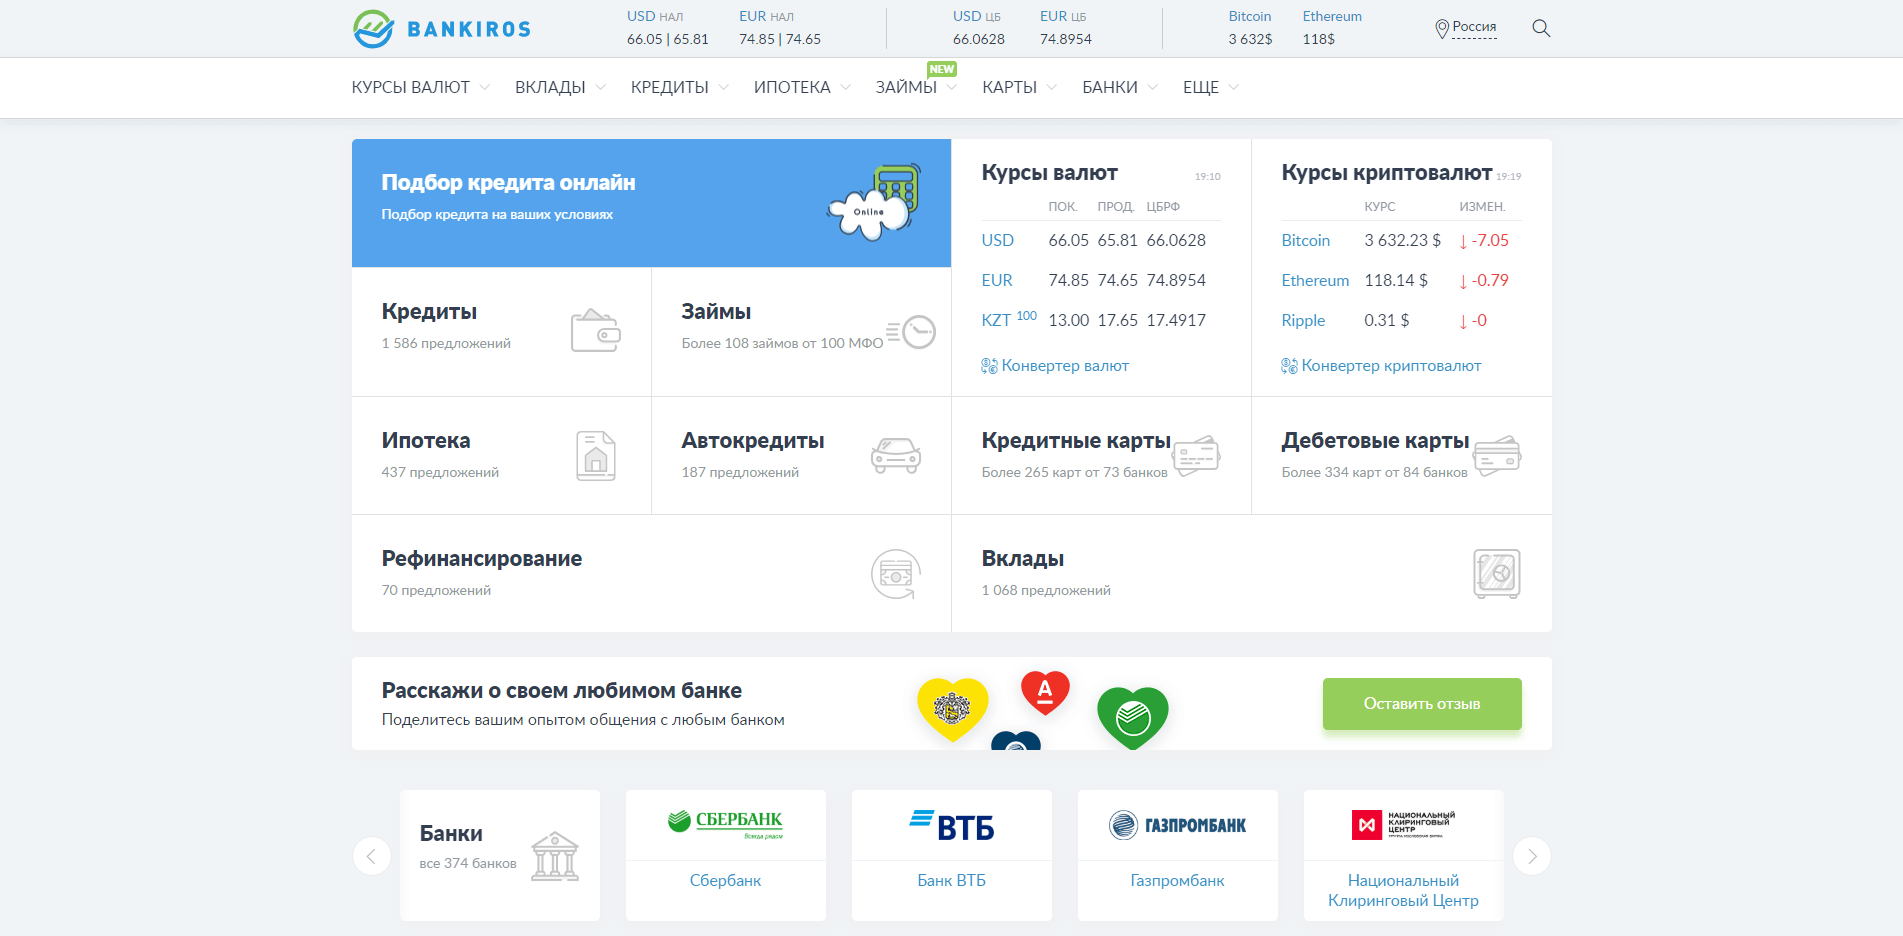 BANKIROS
USD НАЛ
66.05 | 65.81
EUR НАЛ
74.85 | 74.65
USD ЦБ
66.0628
EUR ЦБ
74.8954
Bitcoin
3 632$
Ethereum
118$
Россия
КУРСЫ ВАЛЮТ ВКЛАДЫ КРЕДИТЫ ИПОТЕКА ЗАЙМЫ NEW КАРТЫ БАНКИ ЕЩЕ
Подбор кредита онлайн
Подбор кредита на ваших условиях
Online
Кредиты
1 586 предложений
Займы
Более 108 займов от 100 МФО
Курсы валют 19:10
ПОК. ПРОД. ЦБРФ
USD 66.05 65.81 66.0628
EUR 74.85 74.65 74.8954
KZT 100 13.00 17.65 17.4917
Конвертер валют
Курсы криптовалют 19:19
КУРС ИЗМЕН.
Bitcoin 3 632.23 $ ↓ -7.05
Ethereum 118.14 $ ↓ -0.79
Ripple 0.31 $ ↓ -0
Конвертер криптовалют
Ипотека
437 предложений
Автокредиты
187 предложений
Кредитные карты
Более 265 карт от 73 банков
Дебетовые карты
Более 334 карт от 84 банков
Рефинансирование
70 предложений
Вклады
1 068 предложений
Расскажи о своем любимом банке
Поделитесь вашим опытом общения с любым банком
А
Оставить отзыв
Банки
все 374 банков
СБЕРБАНК
Всегда рядом
Сбербанк
ВТБ
Банк ВТБ
ГАЗПРОМБАНК
Газпромбанк
НАЦИОНАЛЬНЫЙ
КЛИРИНГОВЫЙ
ЦЕНТР
Национальный
Клиринговый Центр